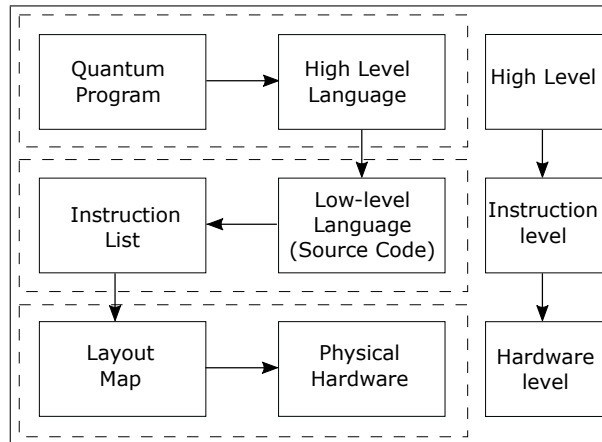 Quantum
Program
High Level
Language
High Level
Instruction
List
Low-level
Language
(Source Code)
Instruction
level
Layout
Map
Physical
Hardware
Hardware
level